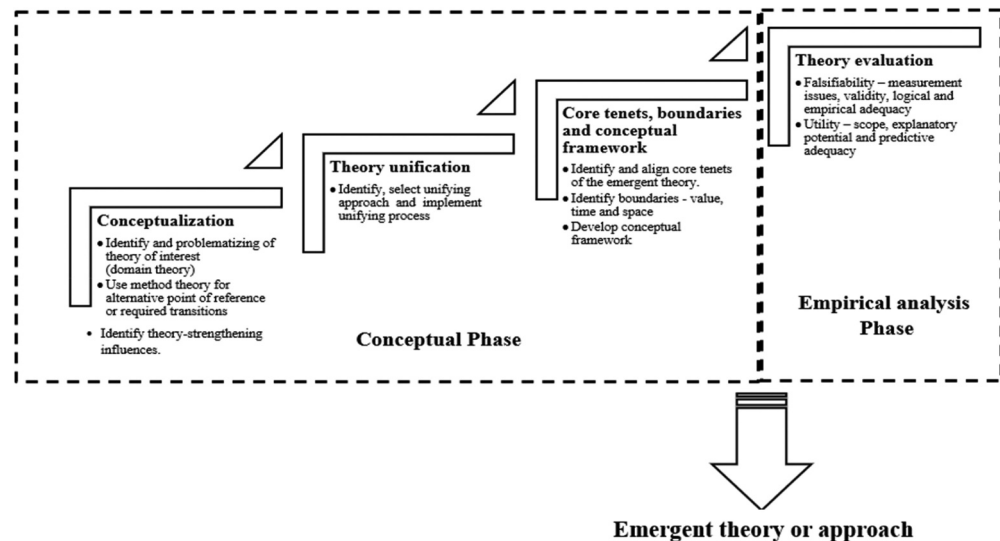 Conceptualization
• Identify and problematizing of
theory of interest
(domain theory)
• Use method theory for
alternative point of reference
or required transitions
• Identify theory-strengthening
influences.
Theory unification
• Identify, select unifying
approach and implement
unifying process
Core tenets, boundaries
and conceptual
framework
• Identify and align core tenets
of the emergent theory.
• Identify boundaries - value,
time and space
• Develop conceptual
framework
Conceptual Phase
Theory evaluation
• Falsifiability – measurement
issues, validity, logical and
empirical adequacy
• Utility – scope, explanatory
potential and predictive
adequacy
Empirical analysis
Phase
Emergent theory or approach